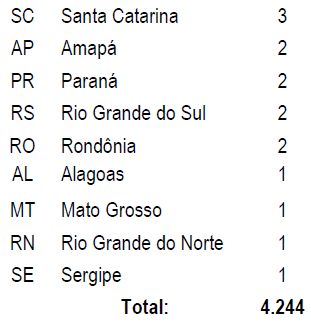 SC Santa Catarina 3
AP Amapá 2
PR Paraná 2
RS Rio Grande do Sul 2
RO Rondônia 2
AL Alagoas 1
MT Mato Grosso 1
RN Rio Grande do Norte 1
SE Sergipe 1
Total: 4.244